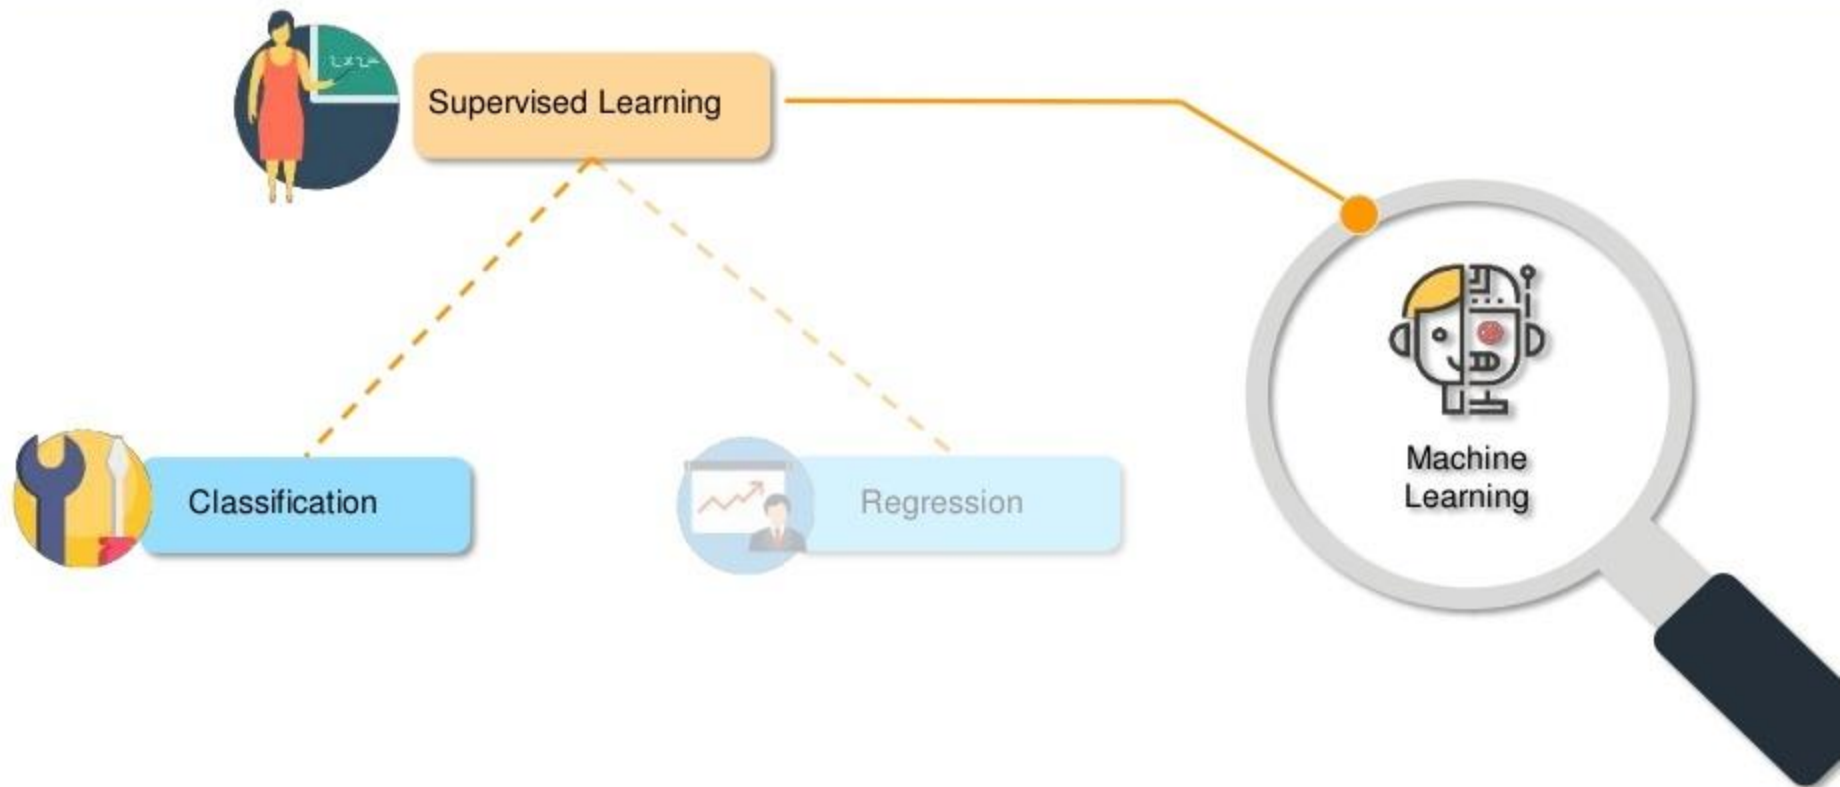 Supervised Learning
Classification
Regression
Machine
Learning